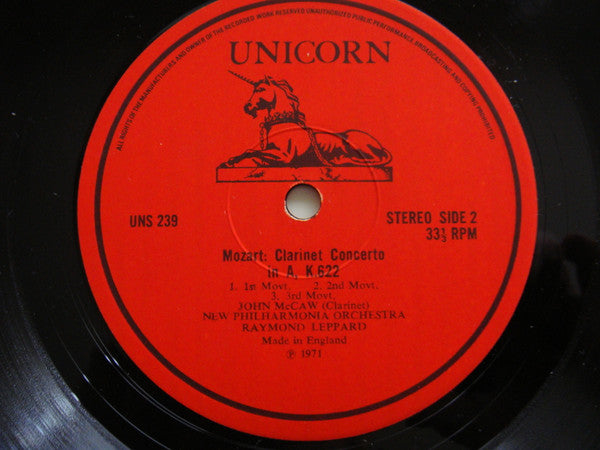 ALL RIGHTS OF THE MANUFACTURERS AND OWNER OF THE RECORDED WORK RESERVED UNAUTHORIZED PUBLIC PERFORMANCE, BROADCASTING AND COPYING PROHIBITED
UNICORN
UNS 239
STEREO SIDE 2
33⅓ RPM
Mozart: Clarinet Concerto
in A, K.622
1. 1st Movt. 2. 2nd Movt.
3. 3rd Movt.
JOHN McCAW (Clarinet)
NEW PHILHARMONIA ORCHESTRA
RAYMOND LEPPARD
Made in England
℗ 1971